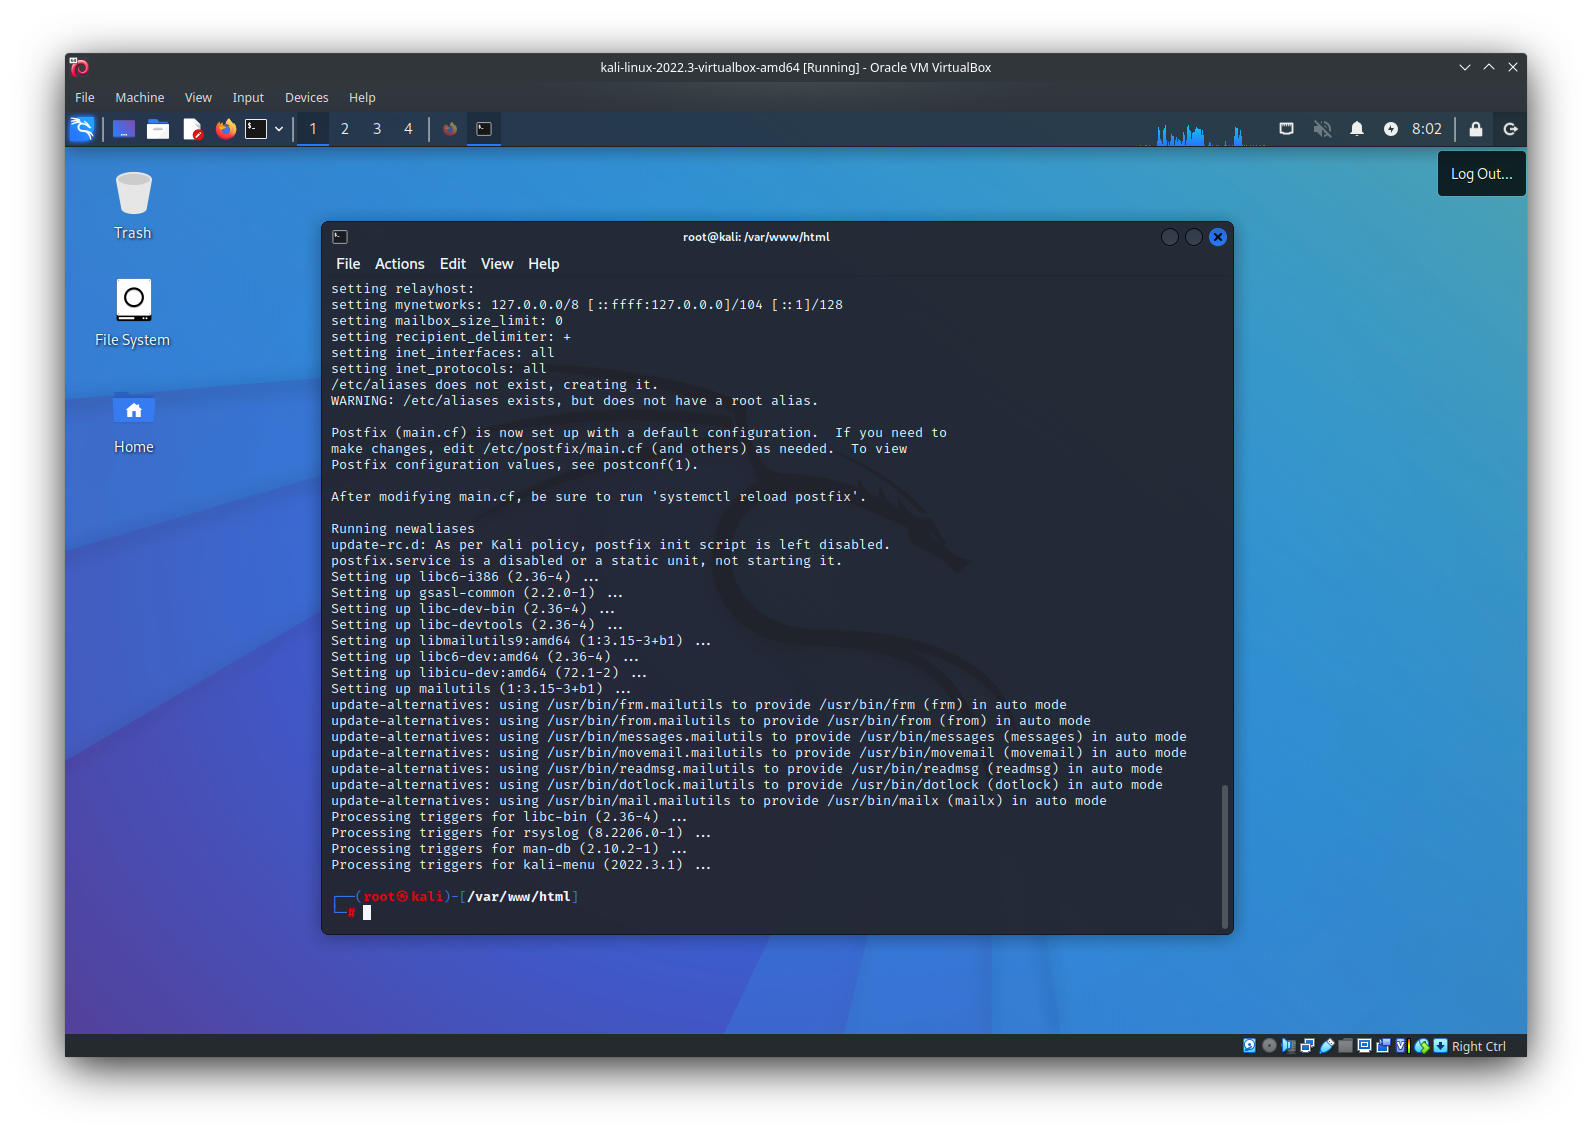 kali-linux-2022.3-virtualbox-amd64 [Running] - Oracle VM VirtualBox
File Machine View Input Devices Help
1 2 3 4 8:02
Log Out...
Trash
File System
Home
root@kali: /var/www/html
File Actions Edit View Help
setting relayhost:
setting mynetworks: 127.0.0.0/8 [::ffff:127.0.0.0]/104 [::1]/128
setting mailbox_size_limit: 0
setting recipient_delimiter: +
setting inet_interfaces: all
setting inet_protocols: all
/etc/aliases does not exist, creating it.
WARNING: /etc/aliases exists, but does not have a root alias.
Postfix (main.cf) is now set up with a default configuration.  If you need to
make changes, edit /etc/postfix/main.cf (and others) as needed.  To view
Postfix configuration values, see postconf(1).
After modifying main.cf, be sure to run 'systemctl reload postfix'.
Running newaliases
update-rc.d: As per Kali policy, postfix init script is left disabled.
postfix.service is a disabled or a static unit, not starting it.
Setting up libc6-i386 (2.36-4) ...
Setting up gsasl-common (2.2.0-1) ...
Setting up libc-dev-bin (2.36-4) ...
Setting up libc-devtools (2.36-4) ...
Setting up libmailutils9:amd64 (1:3.15-3+b1) ...
Setting up libc6-dev:amd64 (2.36-4) ...
Setting up libicu-dev:amd64 (72.1-2) ...
Setting up mailutils (1:3.15-3+b1) ...
update-alternatives: using /usr/bin/frm.mailutils to provide /usr/bin/frm (frm) in auto mode
update-alternatives: using /usr/bin/from.mailutils to provide /usr/bin/from (from) in auto mode
update-alternatives: using /usr/bin/messages.mailutils to provide /usr/bin/messages (messages) in auto mode
update-alternatives: using /usr/bin/movemail.mailutils to provide /usr/bin/movemail (movemail) in auto mode
update-alternatives: using /usr/bin/readmsg.mailutils to provide /usr/bin/readmsg (readmsg) in auto mode
update-alternatives: using /usr/bin/dotlock.mailutils to provide /usr/bin/dotlock (dotlock) in auto mode
update-alternatives: using /usr/bin/mail.mailutils to provide /usr/bin/mailx (mailx) in auto mode
Processing triggers for libc-bin (2.36-4) ...
Processing triggers for rsyslog (8.2206.0-1) ...
Processing triggers for man-db (2.10.2-1) ...
Processing triggers for kali-menu (2022.3.1) ...
┌──(root㉿kali)-[/var/www/html]
└─#
Right Ctrl